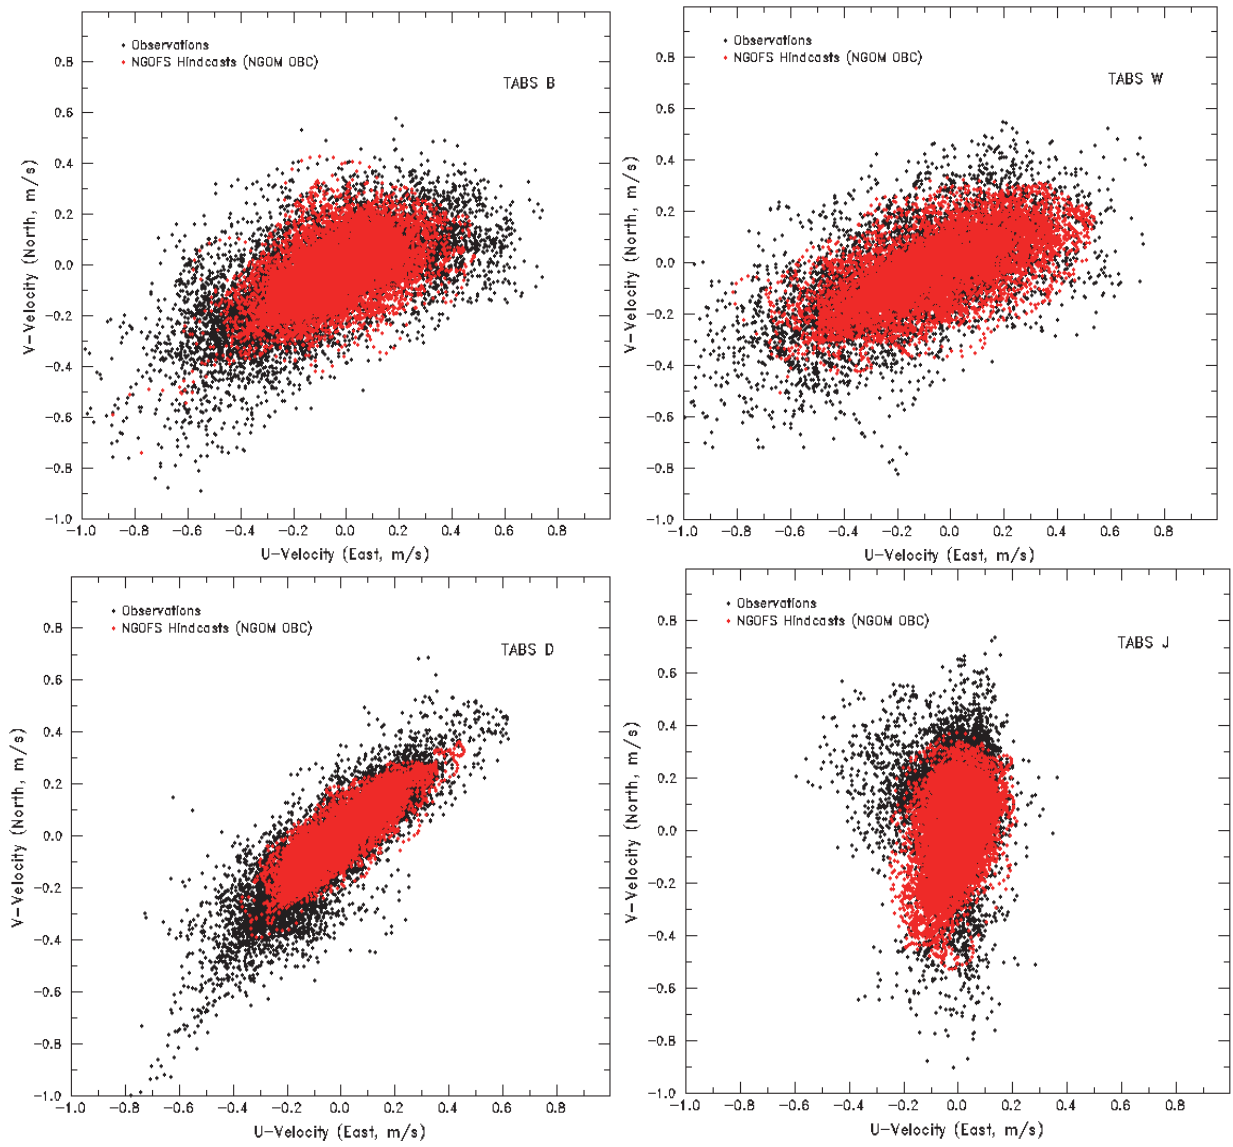 Observations
NGOFS Hindcasts (NGOM OBC)
TABS B
0.8
0.6
0.4
0.2
0.0
−0.2
−0.4
−0.6
−0.8
−1.0
V−Velocity (North, m/s)
−1.0 −0.8 −0.6 −0.4 −0.2 0.0 0.2 0.4 0.6 0.8
U−Velocity (East, m/s)
Observations
NGOFS Hindcasts (NGOM OBC)
TABS W
0.8
0.6
0.4
0.2
0.0
−0.2
−0.4
−0.6
−0.8
−1.0
V−Velocity (North, m/s)
−1.0 −0.8 −0.6 −0.4 −0.2 0.0 0.2 0.4 0.6 0.8
U−Velocity (East, m/s)
Observations
NGOFS Hindcasts (NGOM OBC)
TABS D
0.8
0.6
0.4
0.2
0.0
−0.2
−0.4
−0.6
−0.8
−1.0
V−Velocity (North, m/s)
−1.0 −0.8 −0.6 −0.4 −0.2 0.0 0.2 0.4 0.6 0.8
U−Velocity (East, m/s)
Observations
NGOFS Hindcasts (NGOM OBC)
TABS J
0.8
0.6
0.4
0.2
0.0
−0.2
−0.4
−0.6
−0.8
−1.0
V−Velocity (North, m/s)
−1.0 −0.8 −0.6 −0.4 −0.2 0.0 0.2 0.4 0.6 0.8
U−Velocity (East, m/s)